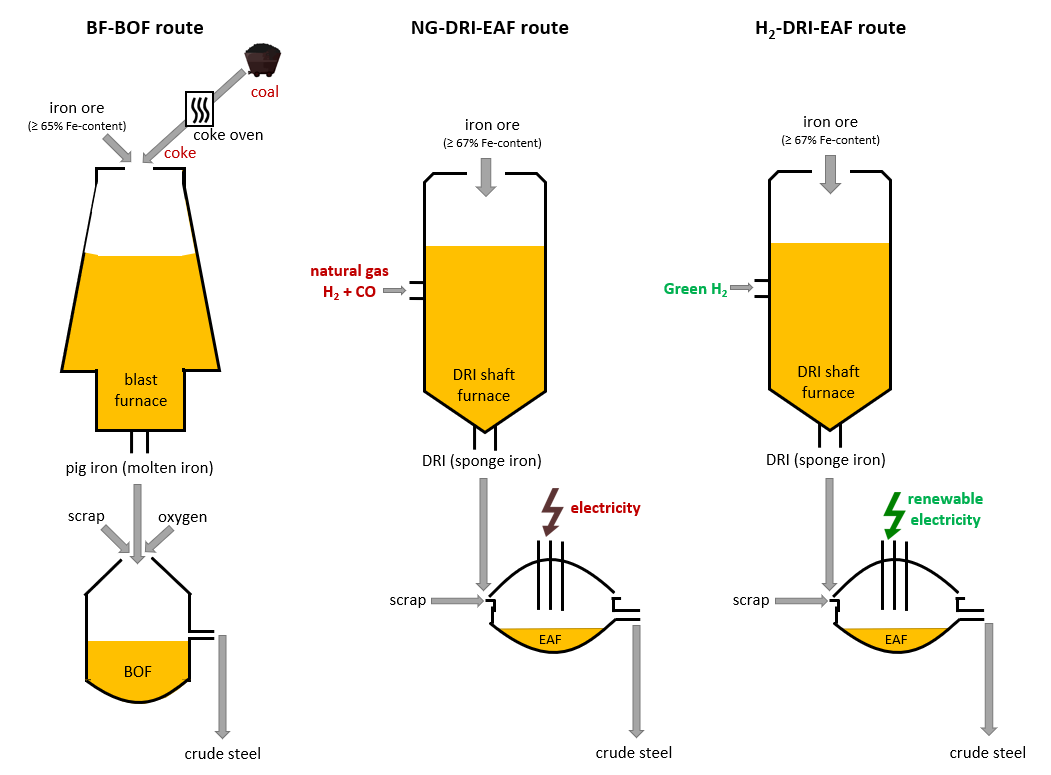 BF-BOF route
coal
iron ore
(≥ 65% Fe-content)
coke oven
coke
blast
furnace
pig iron (molten iron)
scrap
oxygen
BOF
crude steel
NG-DRI-EAF route
iron ore
(≥ 67% Fe-content)
natural gas
H₂ + CO
DRI shaft
furnace
DRI (sponge iron)
electricity
scrap
EAF
crude steel
H₂-DRI-EAF route
iron ore
(≥ 67% Fe-content)
Green H₂
DRI shaft
furnace
DRI (sponge iron)
renewable
electricity
scrap
EAF
crude steel